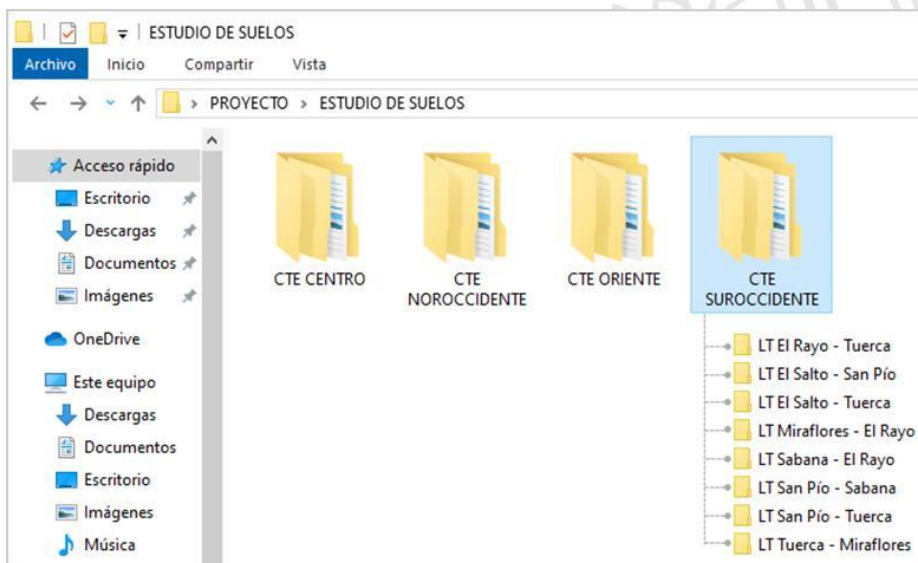 ESTUDIO DE SUELOS
Archivo Inicio Compartir Vista
PROYECTO > ESTUDIO DE SUELOS
Acceso rápido
Escritorio
Descargas
Documentos
Imágenes
OneDrive
Este equipo
Descargas
Documentos
Escritorio
Imágenes
Música
CTE CENTRO
CTE
NOROCCIDENTE
CTE ORIENTE
CTE
SUROCCIDENTE
LT El Rayo - Tuerca
LT El Salto - San Pío
LT El Salto - Tuerca
LT Miraflores - El Rayo
LT Sabana - El Rayo
LT San Pío - Sabana
LT San Pío - Tuerca
LT Tuerca - Miraflores